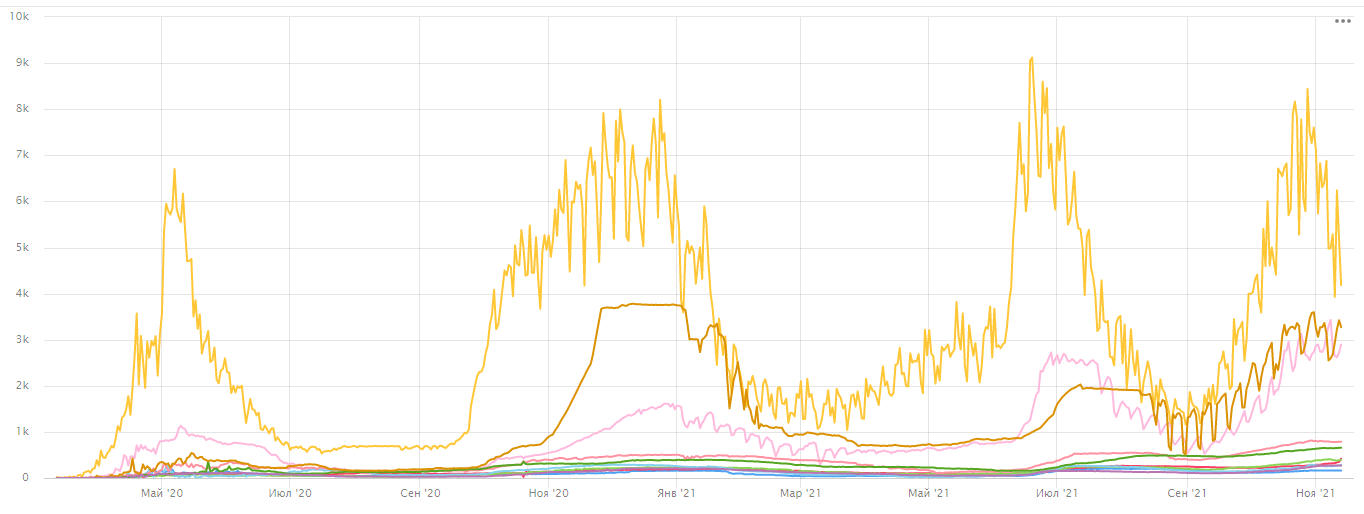 10k
9k
8k
7k
6k
5k
4k
3k
2k
1k
0
Май '20 Июл '20 Сен '20 Ноя '20 Янв '21 Мар '21 Май '21 Июл '21 Сен '21 Ноя '21